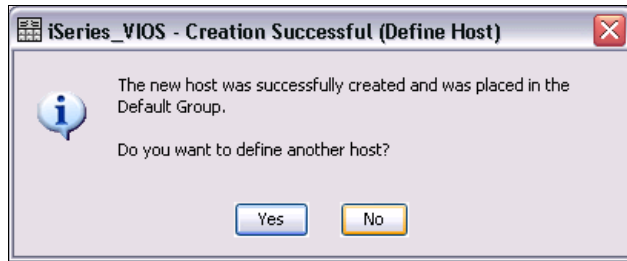 iSeries_VIOS - Creation Successful (Define Host)
The new host was successfully created and was placed in the
Default Group.
Do you want to define another host?
Yes
No